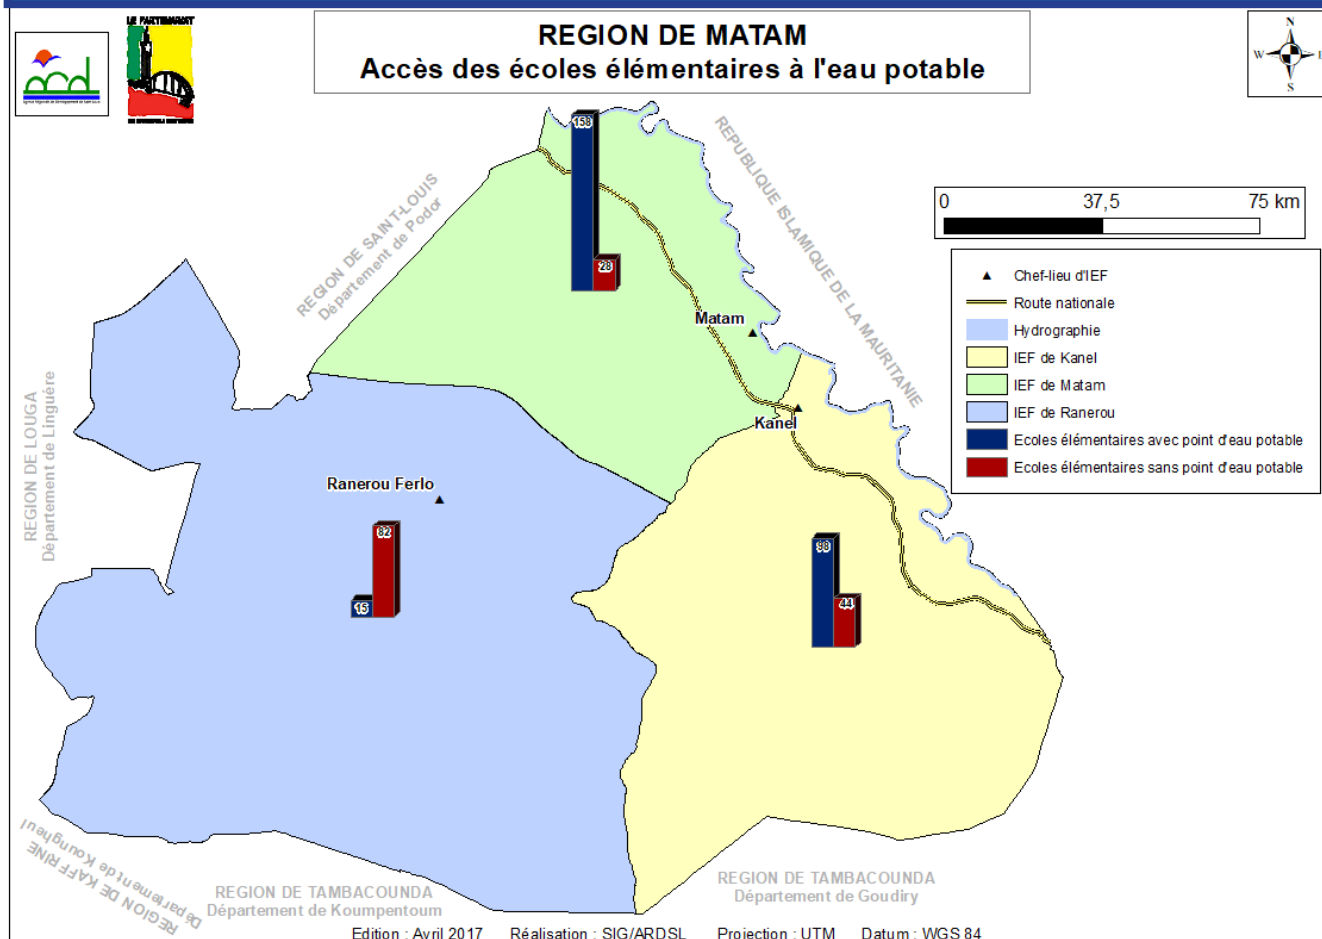 LE PARTENARIAT
REGION DE MATAM
Accès des écoles élémentaires à l'eau potable
N
W
E
S
158
28
REGION DE SAINT-LOUIS
Département de Podor
REPUBLIQUE ISLAMIQUE DE LA MAURITANIE
0 37,5 75 km
Chef-lieu d'IEF
Route nationale
Hydrographie
IEF de Kanel
IEF de Matam
IEF de Ranerou
Ecoles élémentaires avec point d'eau potable
Ecoles élémentaires sans point d'eau potable
Matam
Kanel
REGION DE LOUGA
Département de Linguère
Ranerou Ferlo
82
15
98
44
REGION DE KAFFRINE
Département de Koungheul
REGION DE TAMBACOUNDA
Département de Koumpentoum
REGION DE TAMBACOUNDA
Département de Goudiry
Edition : Avril 2017 Réalisation : SIG/ARDSL Projection : UTM Datum : WGS 84